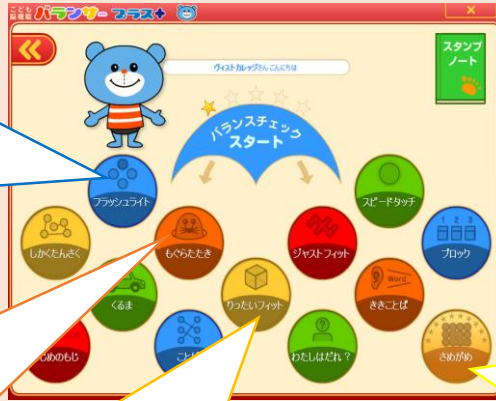 こども脳機能バランサープラス+
ヴィストカレッジさん こんにちは
スタンプ
ノート
バランスチェック
スタート
フラッシュライト
スピードタッチ
しかくたんさく
もぐらたたき
ジャストフィット
ブロック
1 2 3
くるま
りったいフィット
Word
ききことば
わたしはだれ?
さめがめ